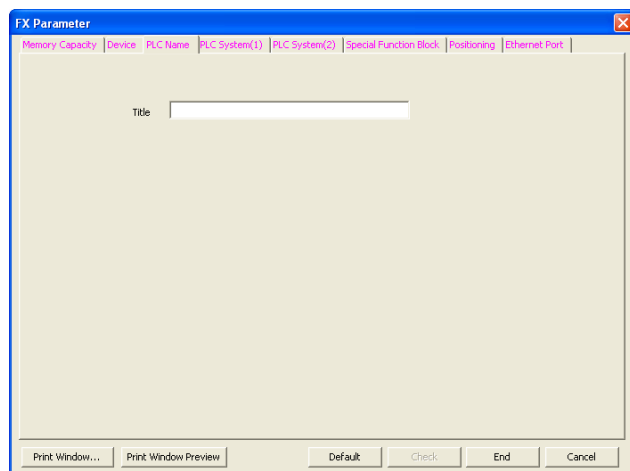 FX Parameter
Memory Capacity Device PLC Name PLC System(1) PLC System(2) Special Function Block Positioning Ethernet Port
Title
Print Window... Print Window Preview Default Check End Cancel